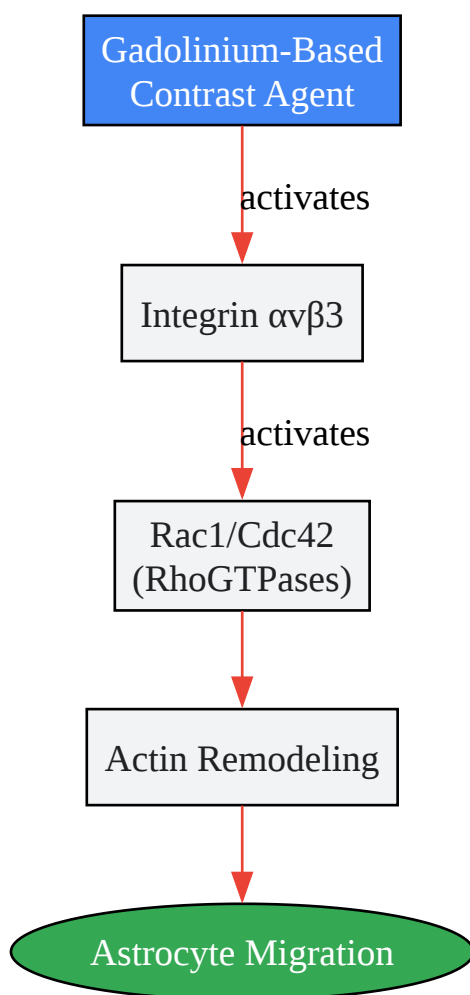 Gadolinium-Based
Contrast Agent
activates
Integrin αvβ3
activates
Rac1/Cdc42
(RhoGTPases)
Actin Remodeling
Astrocyte Migration